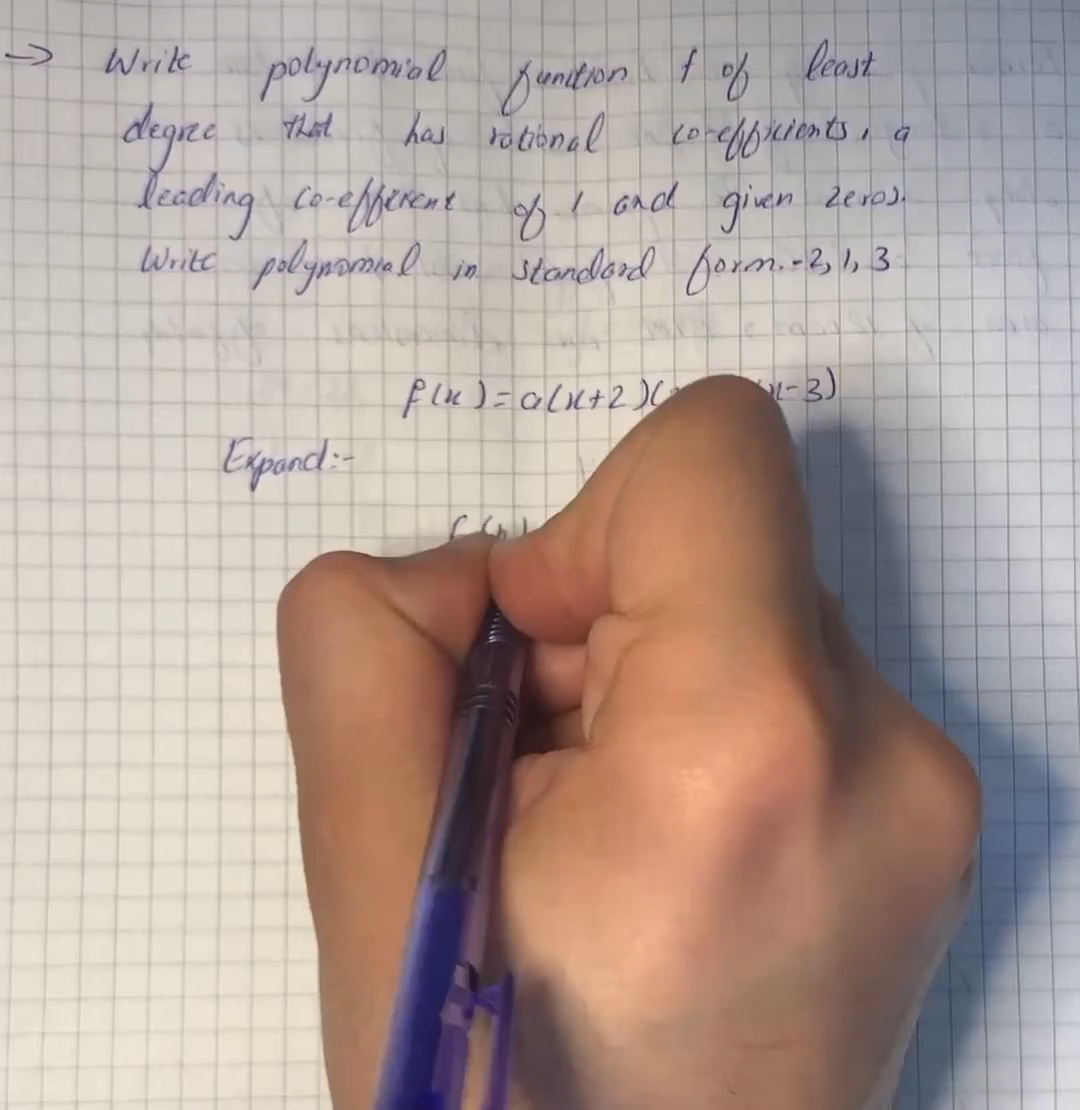 → Write polynomial function f of least
degree that has rational co-efficients, a
leading co-efferent of 1 and given zeros.
Write polynomial in standard form. -2, 1, 3
f(x) = a(x+2)( x-3)
Expand:-
f(x)